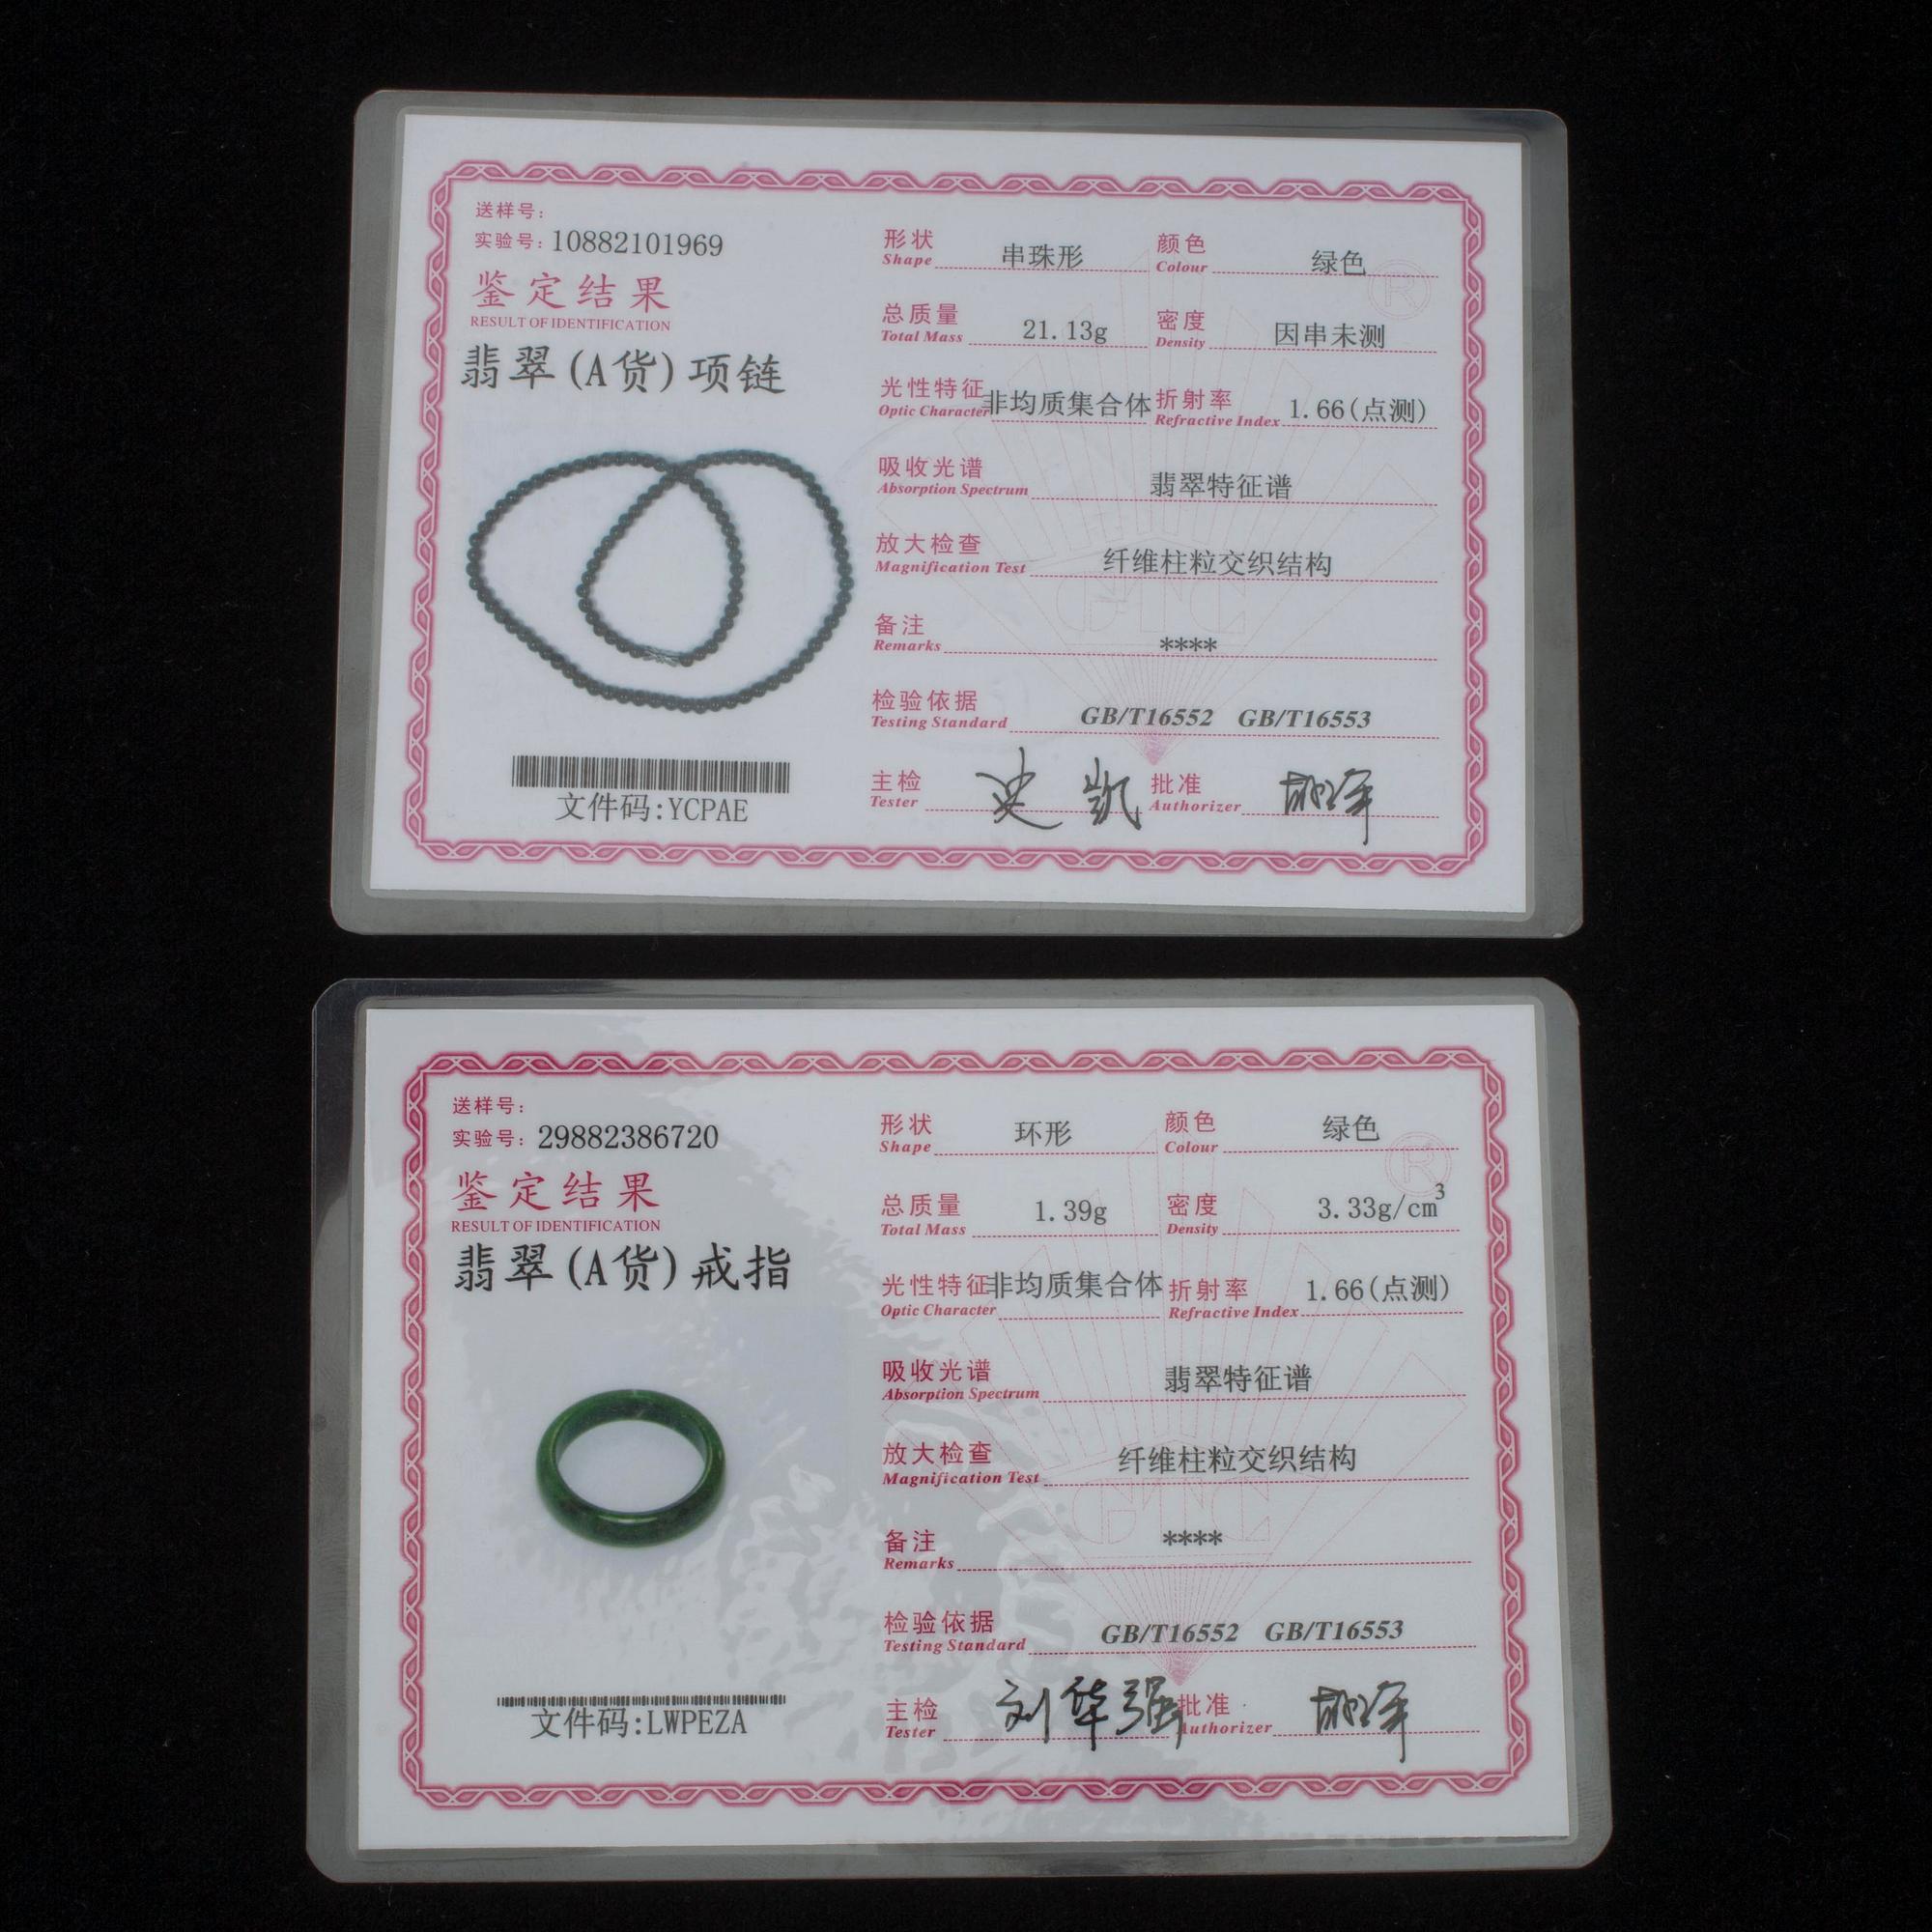 送样号:
实验号: 10882101969
鉴定结果
RESULT OF IDENTIFICATION
翡翠(A货)项链
文件码:YCPAE
形状 串珠形 颜色 绿色
Shape Colour
总质量 21.13g 密度 因串未测
Total Mass Density
光性特征 非均质集合体 折射率 1.66(点测)
Optic Character Refractive Index
吸收光谱 翡翠特征谱
Absorption Spectrum
放大检查 纤维柱粒交织结构
Magnification Test
备注 ****
Remarks
检验依据 GB/T16552 GB/T16553
Testing Standard
主检 史凯 批准
Tester Authorizer
GTC
®
送样号:
实验号: 29882386720
鉴定结果
RESULT OF IDENTIFICATION
翡翠(A货)戒指
文件码:LWPEZA
形状 环形 颜色 绿色
Shape Colour
总质量 1.39g 密度 3.33g/cm³
Total Mass Density
光性特征 非均质集合体 折射率 1.66(点测)
Optic Character Refractive Index
吸收光谱 翡翠特征谱
Absorption Spectrum
放大检查 纤维柱粒交织结构
Magnification Test
备注 ****
Remarks
检验依据 GB/T16552 GB/T16553
Testing Standard
主检 刘华强 批准
Tester Authorizer
GTC
®